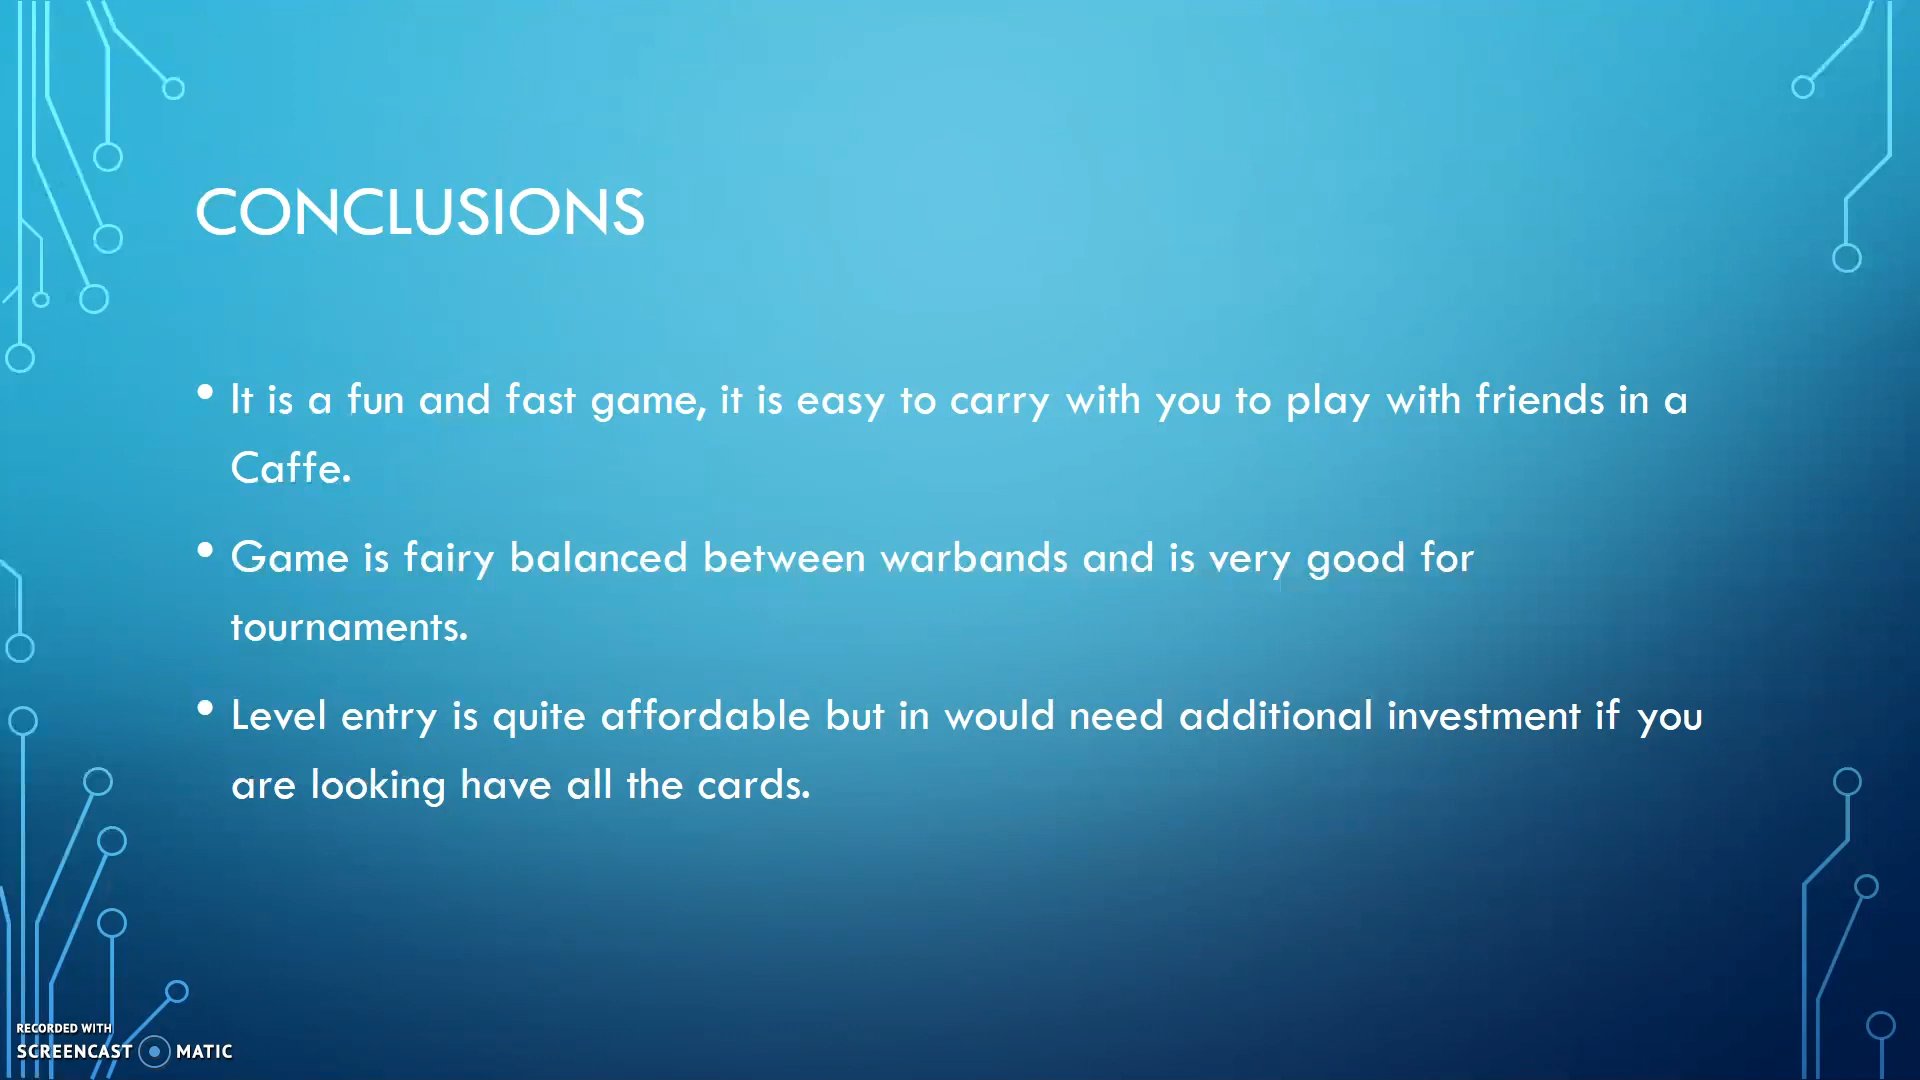 CONCLUSIONS
• It is a fun and fast game, it is easy to carry with you to play with friends in a
Caffe.
• Game is fairy balanced between warbands and is very good for
tournaments.
• Level entry is quite affordable but in would need additional investment if you
are looking have all the cards.
RECORDED WITH
SCREENCAST MATIC